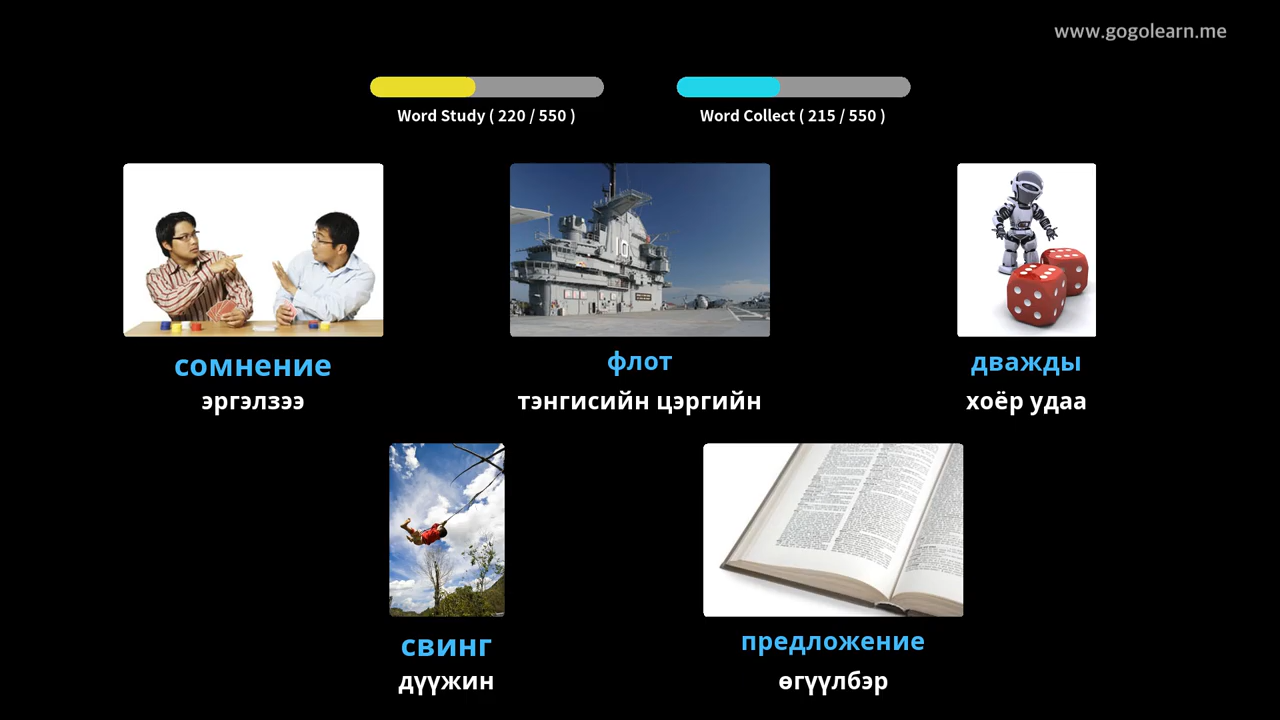 www.gogolearn.me
Word Study ( 220 / 550 )
Word Collect ( 215 / 550 )
сомнение
эргэлзээ
флот
тэнгисийн цэргийн
дважды
хоёр удаа
свинг
дүүжин
предложение
өгүүлбэр